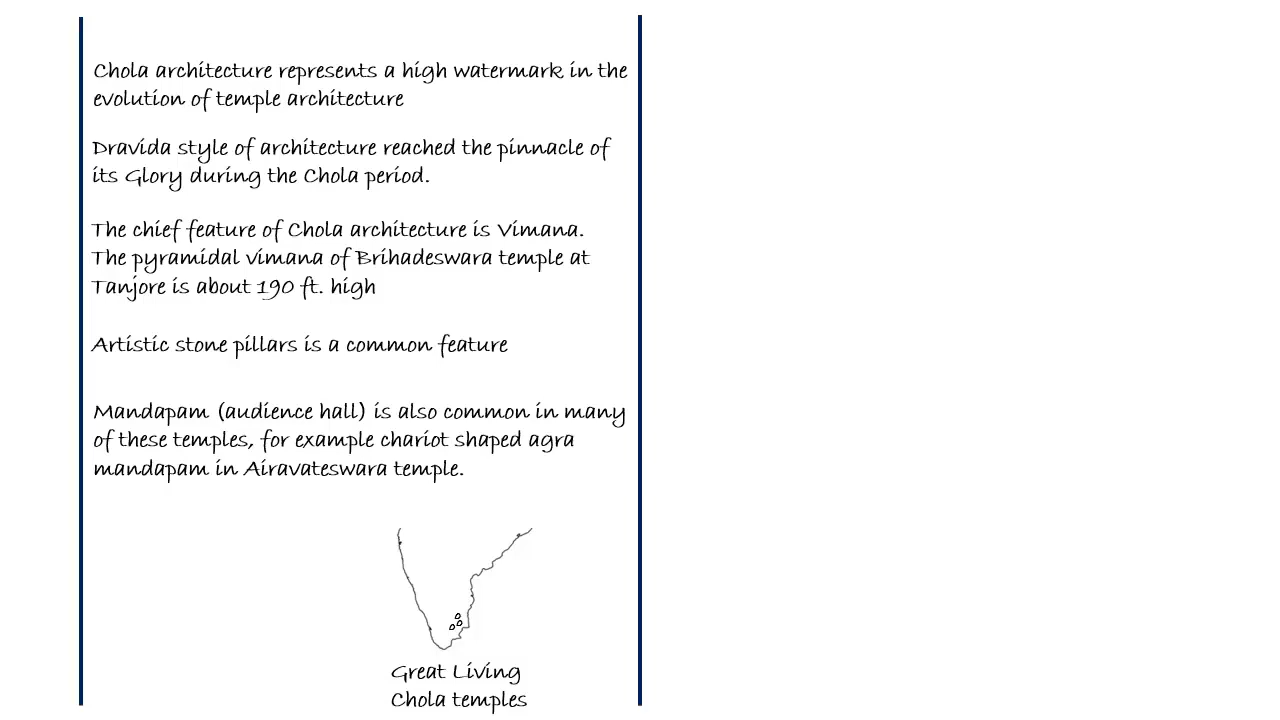 Chola architecture represents a high watermark in the
evolution of temple architecture
Dravida style of architecture reached the pinnacle of
its Glory during the Chola period.
The chief feature of Chola architecture is Vimana.
The pyramidal vimana of Brihadeswara temple at
Tanjore is about 190 ft. high
Artistic stone pillars is a common feature
Mandapam (audience hall) is also common in many
of these temples, for example chariot shaped agra
mandapam in Airavateswara temple.
Great Living
Chola temples